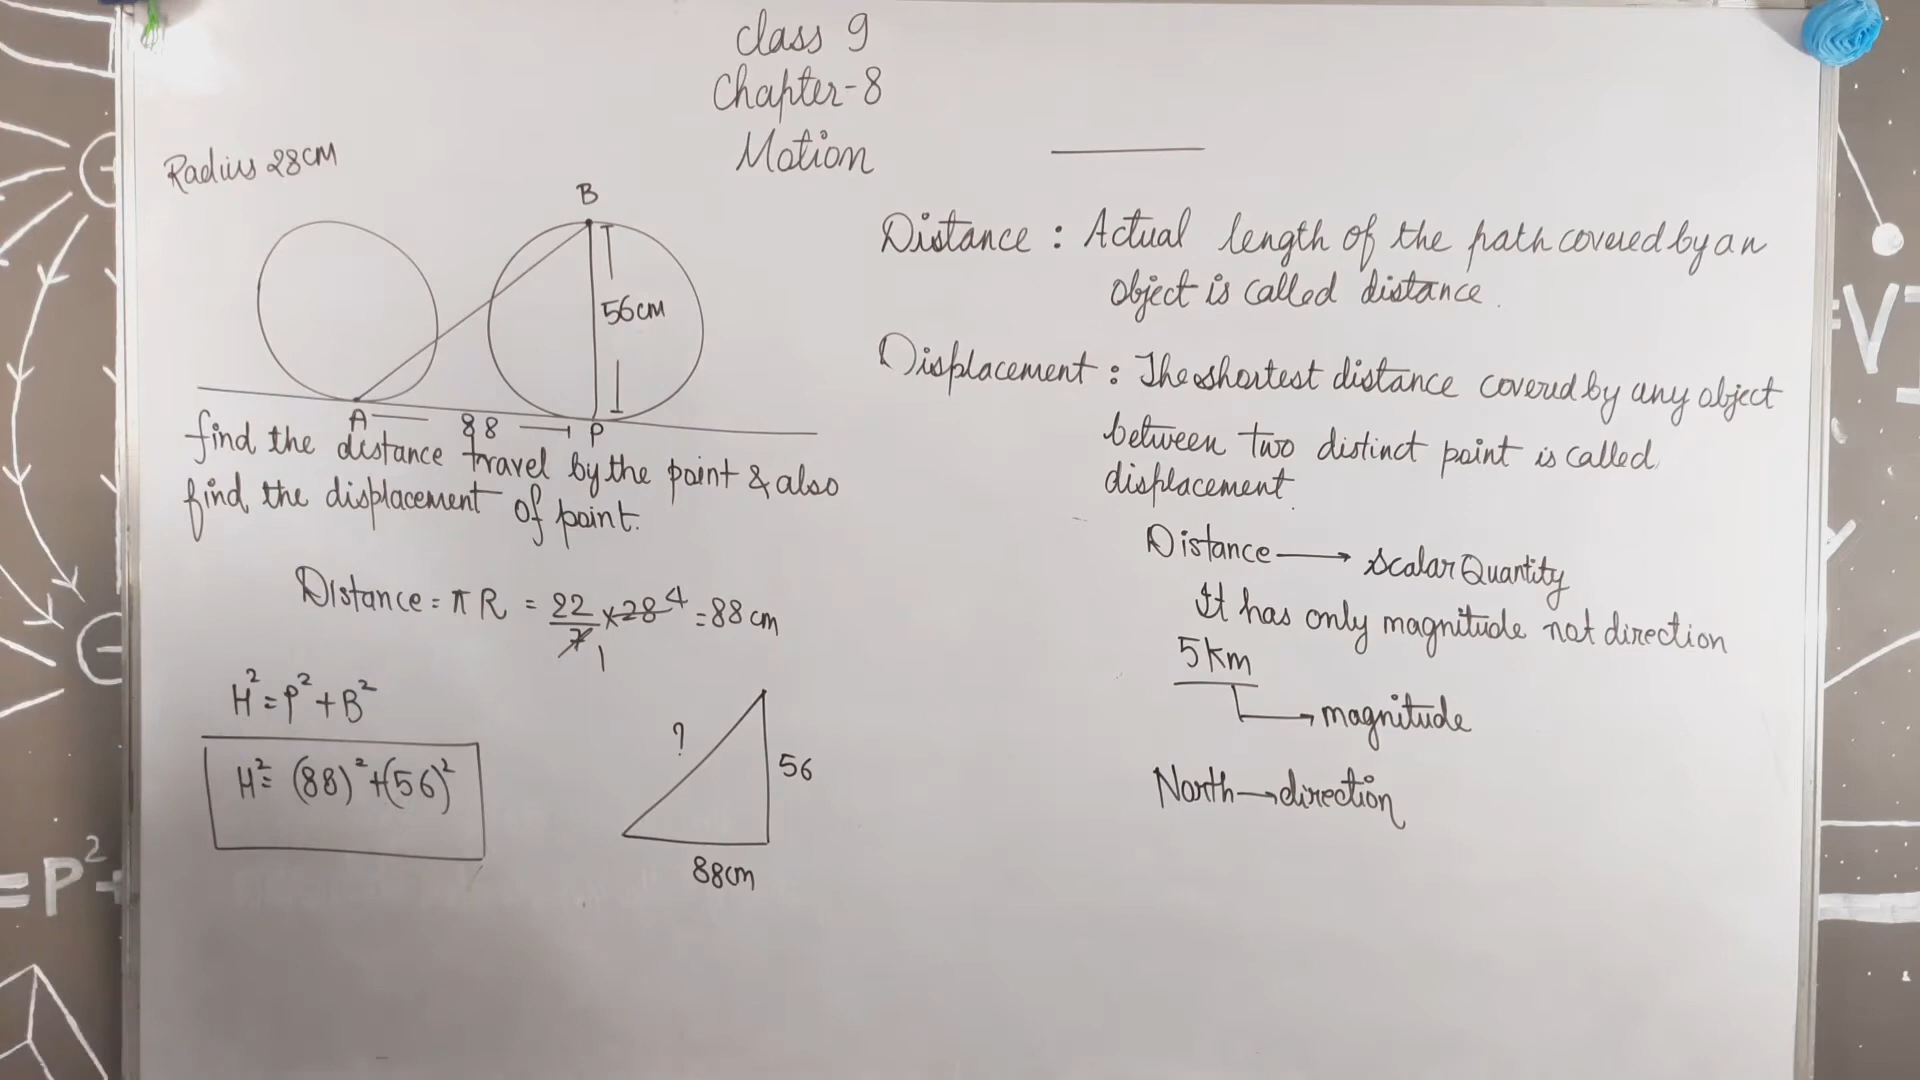 class 9
Chapter-8
Motion
Radius 28cm
B
56cm
A
88
P
find the distance travel by the point & also
find the displacement of point.
Distance = π R = 22/7 × 28 4 = 88 cm
1
H² = P² + B²
H² = (88)² + (56)²
?
56
88cm
Distance : Actual length of the path covered by an
object is called distance.
Displacement : The shortest distance covered by any object
between two distinct point is called
displacement.
Distance → scalar Quantity
It has only magnitude not direction
5 km
→ magnitude
North → direction
= P² +
= V